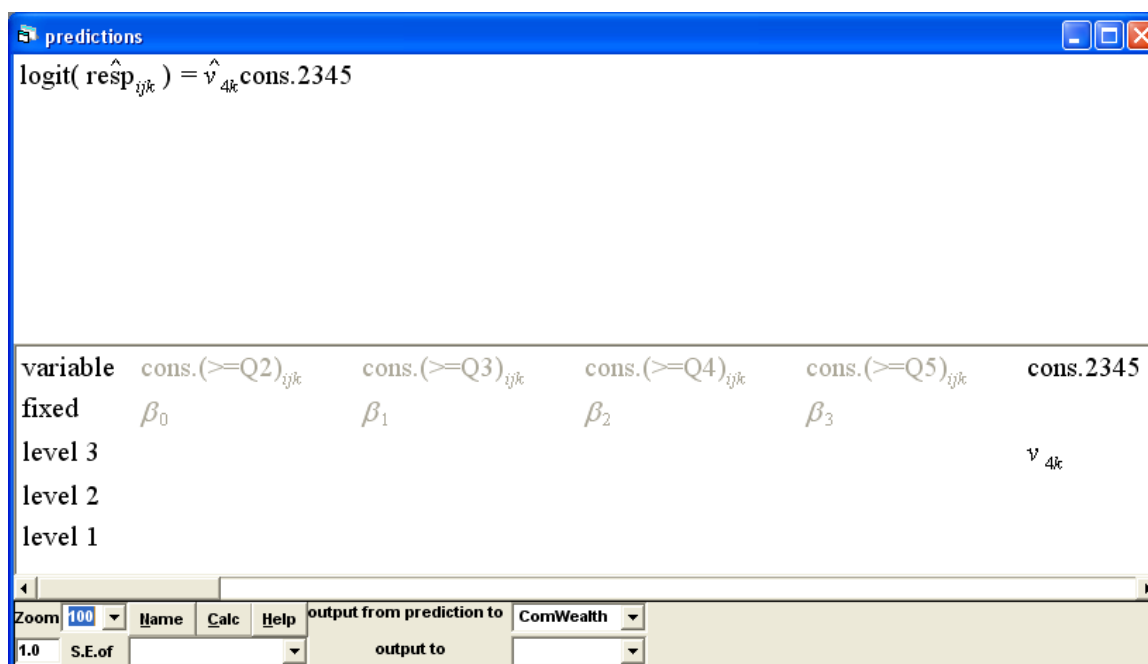 predictions
logit( resp̂ᵢⱼₖ ) = v̂₄ₖcons.2345
variable cons.(>=Q2)ᵢⱼₖ cons.(>=Q3)ᵢⱼₖ cons.(>=Q4)ᵢⱼₖ cons.(>=Q5)ᵢⱼₖ cons.2345
fixed β₀ β₁ β₂ β₃
level 3 v₄ₖ
level 2
level 1
Zoom 100 Name Calc Help output from prediction to ComWealth
1.0 S.E.of output to